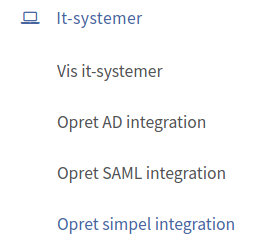 It-systemer
Vis it-systemer
Opret AD integration
Opret SAML integration
Opret simpel integration